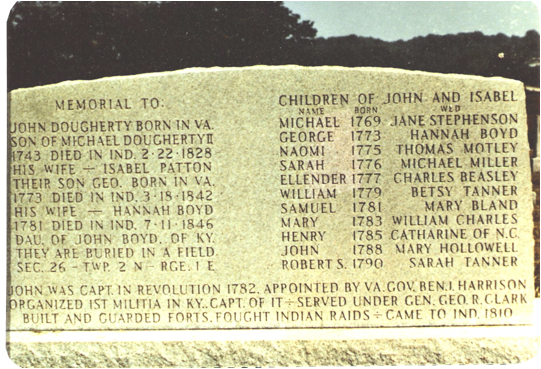 MEMORIAL TO.
JOHN DOUGHERTY BORN IN VA.
SON OF MICHAEL DOUGHERTY II
1743 DIED IN IND. 2·22·1828
HIS WIFE — ISABEL PATTON
THEIR SON GEO. BORN IN VA.
1773 DIED IN IND. 3·18·1842
HIS WIFE — HANNAH BOYD
1781 DIED IN IND. 7·11·1846
DAU. OF JOHN BOYD, OF KY.
THEY ARE BURIED IN A FIELD
SEC. 26 - TWP. 2 N - RGE. 1 E
CHILDREN OF JOHN AND ISABEL
NAME BORN WED
MICHAEL 1769 JANE STEPHENSON
GEORGE 1773 HANNAH BOYD
NAOMI 1775 THOMAS MOTLEY
SARAH 1776 MICHAEL MILLER
ELLENDER 1777 CHARLES BEASLEY
WILLIAM 1779 BETSY TANNER
SAMUEL 1781 MARY BLAND
MARY 1783 WILLIAM CHARLES
HENRY 1785 CATHARINE OF N.C.
JOHN 1788 MARY HOLLOWELL
ROBERT S. 1790 SARAH TANNER
JOHN WAS CAPT. IN REVOLUTION 1782, APPOINTED BY VA. GOV. BENJ. HARRISON
ORGANIZED 1ST MILITIA IN KY., CAPT. OF IT ÷ SERVED UNDER GEN. GEO. R. CLARK
BUILT AND GUARDED FORTS, FOUGHT INDIAN RAIDS ÷ CAME TO IND. 1810